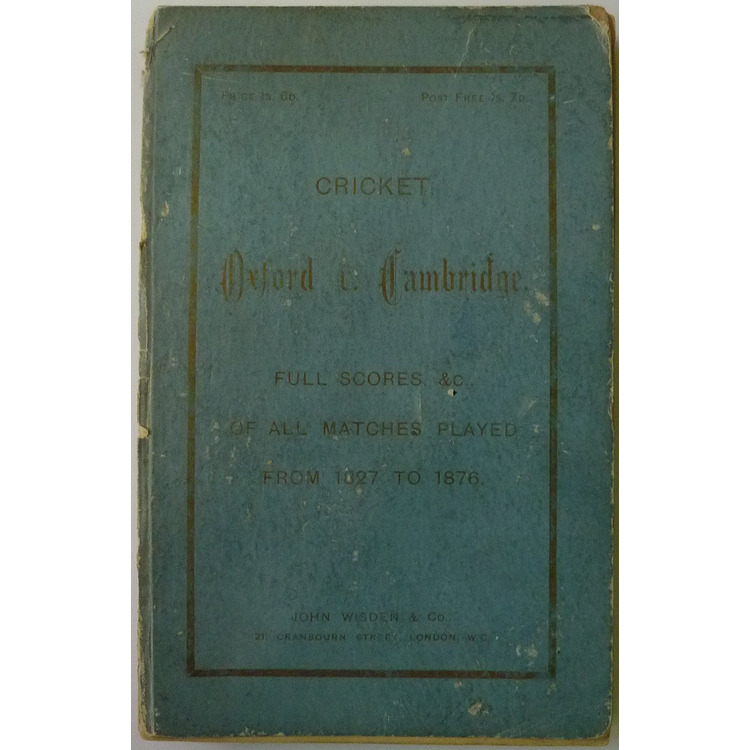 PRICE 1s. 6D. POST FREE 1s. 7D.
CRICKET.
Oxford v. Cambridge.
FULL SCORES, &c.,
OF ALL MATCHES PLAYED
FROM 1827 TO 1876.
JOHN WISDEN & Co.,
21, CRANBOURN STREET, LONDON, W.C.